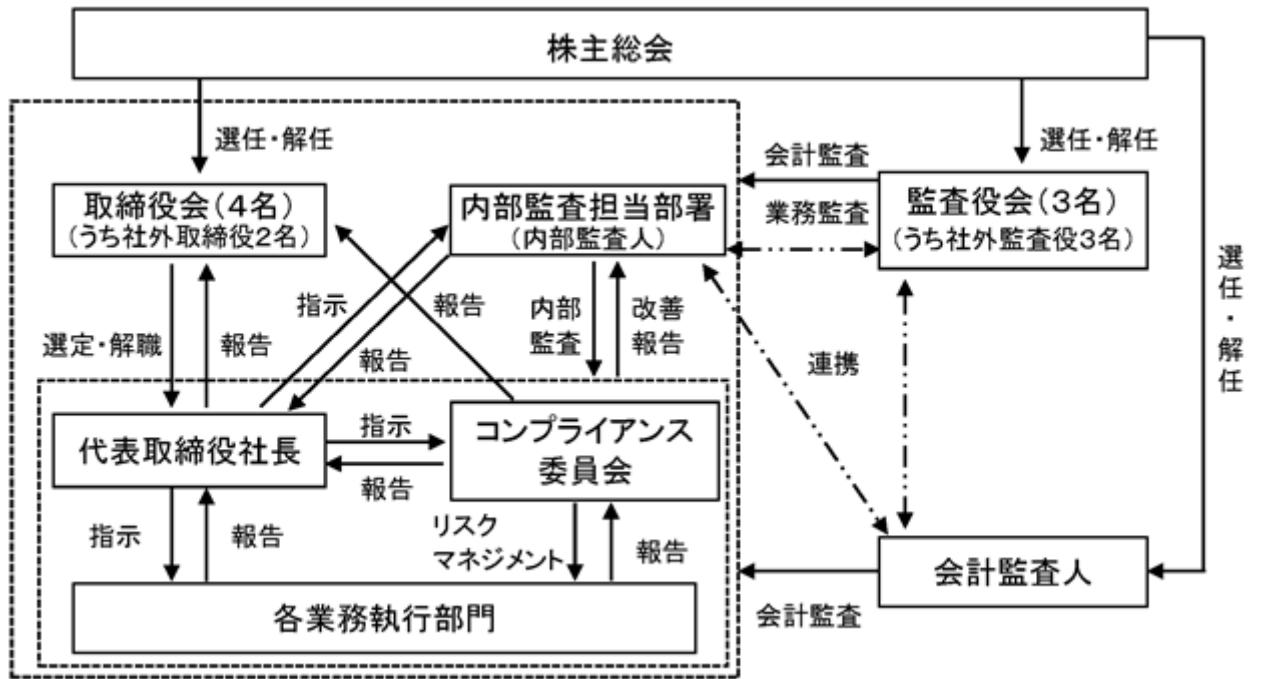 株主総会
選任・解任
選任・解任
会計監査
取締役会(4名)
(うち社外取締役2名)
内部監査担当部署
(内部監査人)
業務監査
監査役会(3名)
(うち社外監査役3名)
選任・解任
指示
報告
内部
監査
改善
報告
選定・解職
報告
報告
連携
代表取締役社長
指示
報告
コンプライアンス
委員会
指示
報告
リスク
マネジメント
報告
会計監査人
会計監査
各業務執行部門